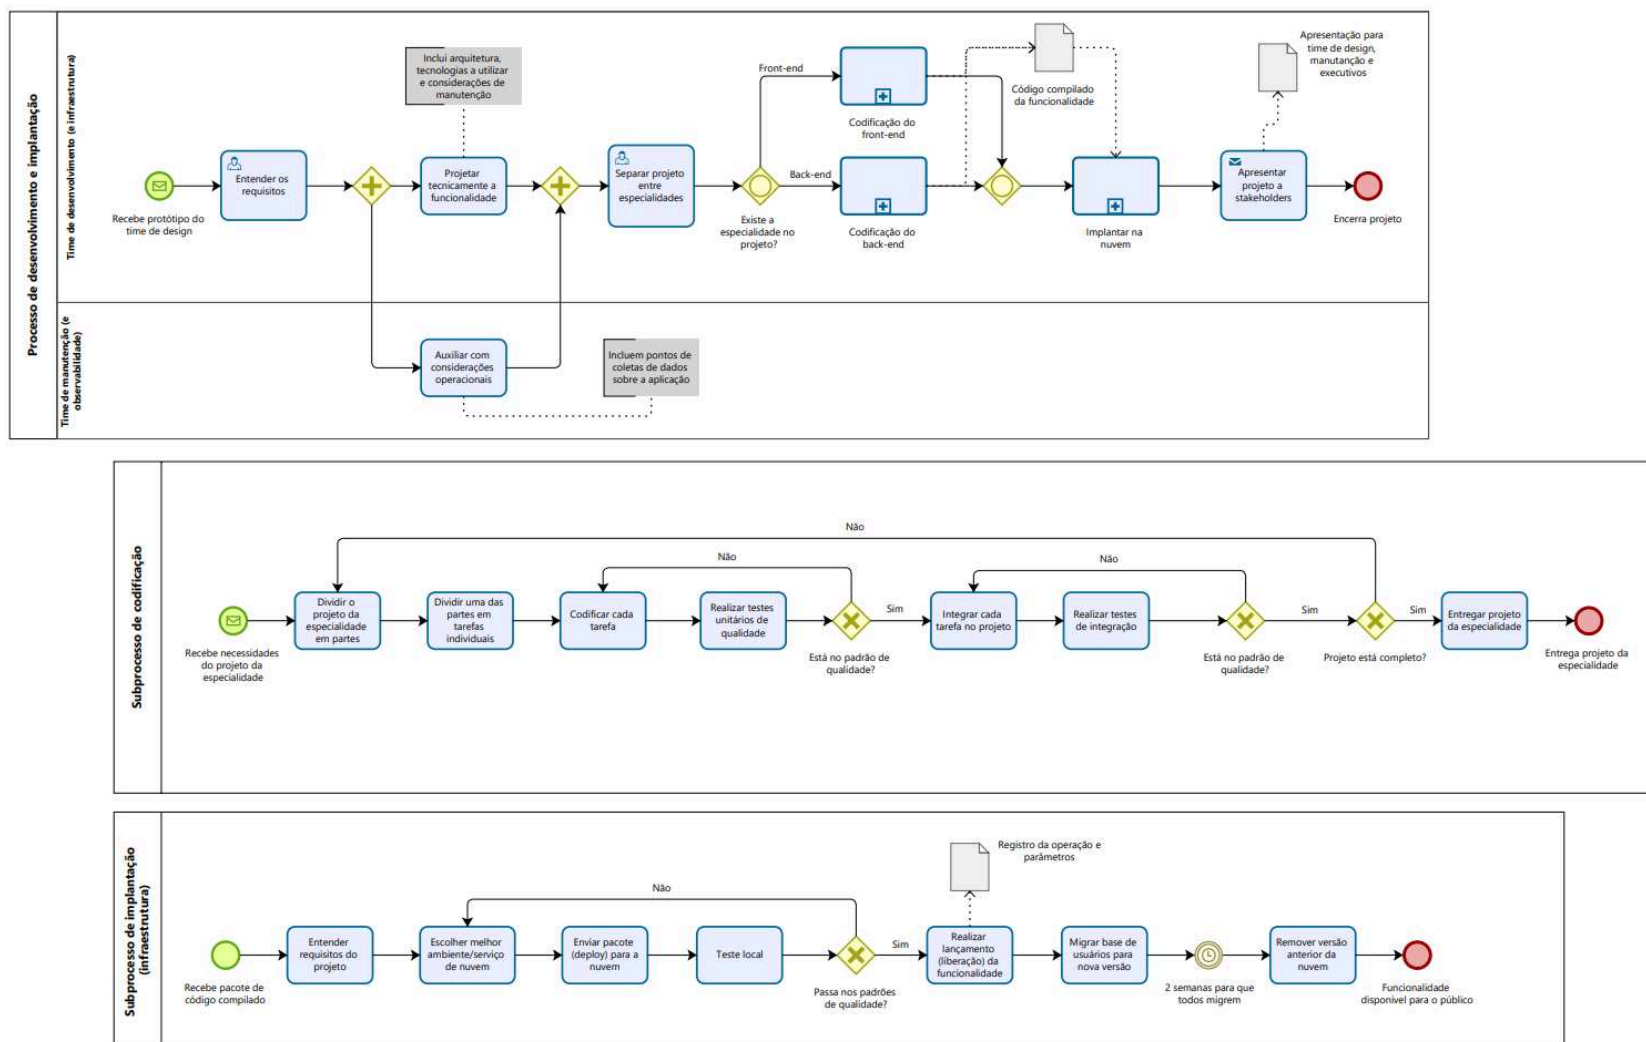 Processo de desenvolvimento e implantação
Time de desenvolvimento (e infraestrutura)
Recebe protótipo do
time de design
Entender os
requisitos
Inclui arquitetura,
tecnologias a utilizar
e considerações de
manutenção
Projetar
tecnicamente a
funcionalidade
Separar projeto
entre
especialidades
Existe a
especialidade no
projeto?
Front-end
Back-end
Codificação do
front-end
Codificação do
back-end
Código compilado
da funcionalidade
Implantar na
nuvem
Apresentação para
time de design,
manutanção e
executivos
Apresentar
projeto a
stakeholders
Encerra projeto
Time de manutenção (e
observabilidade)
Auxiliar com
considerações
operacionais
Incluem pontos de
coletas de dados
sobre a aplicação
Subprocesso de codificação
Recebe necessidades
do projeto da
especialidade
Dividir o
projeto da
especialidade
em partes
Dividir uma das
partes em
tarefas
individuais
Codificar cada
tarefa
Realizar testes
unitários de
qualidade
Não
Está no padrão de
qualidade?
Sim
Integrar cada
tarefa no projeto
Realizar testes
de integração
Não
Está no padrão de
qualidade?
Sim
Não
Projeto está completo?
Sim
Entregar projeto
da especialidade
Entrega projeto da
especialidade
Subprocesso de implantação
(infraestrutura)
Recebe pacote de
código compilado
Entender
requisitos do
projeto
Escolher melhor
ambiente/serviço
de nuvem
Enviar pacote
(deploy) para a
nuvem
Teste local
Não
Passa nos padrões
de qualidade?
Sim
Registro da operação e
parâmetros
Realizar
lançamento
(liberação) da
funcionalidade
Migrar base de
usuários para
nova versão
2 semanas para que
todos migrem
Remover versão
anterior da
nuvem
Funcionalidade
disponível para o público